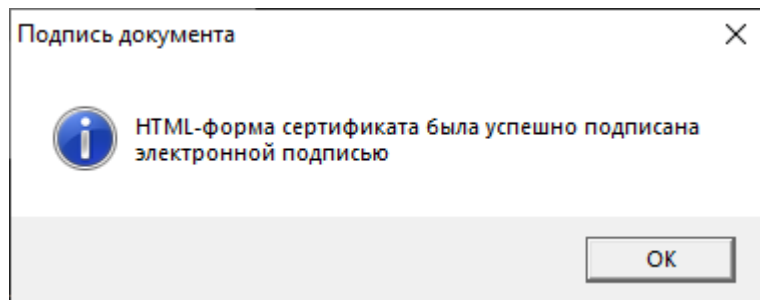 Подпись документа
HTML-форма сертификата была успешно подписана
электронной подписью
OK